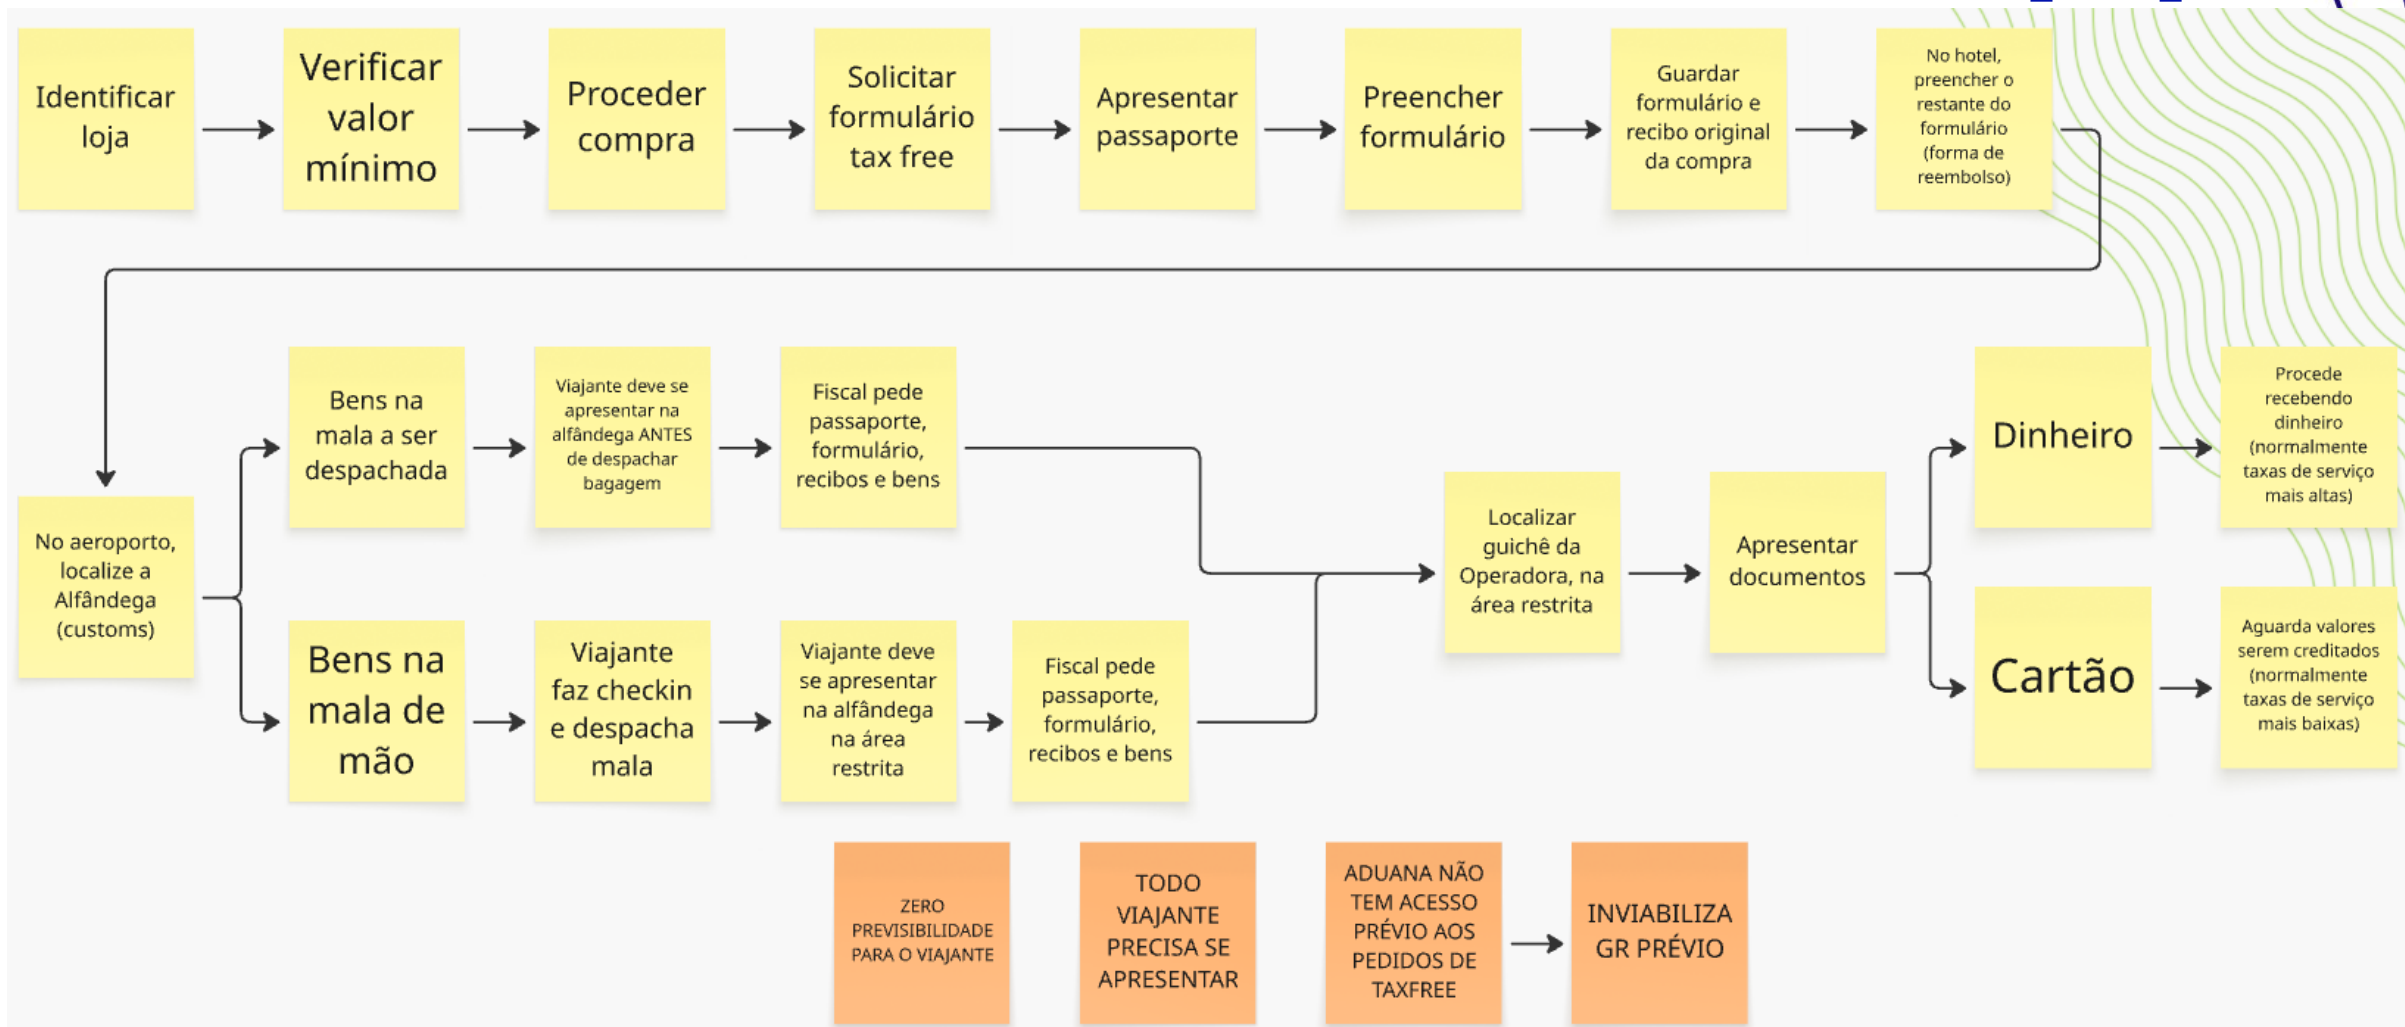 Identificar
loja
Verificar
valor
mínimo
Proceder
compra
Solicitar
formulário
tax free
Apresentar
passaporte
Preencher
formulário
Guardar
formulário e
recibo original
da compra
No hotel,
preencher o
restante do
formulário
(forma de
reembolso)
No aeroporto,
localize a
Alfândega
(customs)
Bens na
mala a ser
despachada
Viajante deve se
apresentar na
alfândega ANTES
de despachar
bagagem
Fiscal pede
passaporte,
formulário,
recibos e bens
Bens na
mala de
mão
Viajante
faz checkin
e despacha
mala
Viajante deve
se apresentar
na alfândega
na área
restrita
Fiscal pede
passaporte,
formulário,
recibos e bens
Localizar
guichê da
Operadora, na
área restrita
Apresentar
documentos
Dinheiro
Procede
recebendo
dinheiro
(normalmente
taxas de serviço
mais altas)
Cartão
Aguarda valores
serem creditados
(normalmente
taxas de serviço
mais baixas)
ZERO
PREVISIBILIDADE
PARA O VIAJANTE
TODO
VIAJANTE
PRECISA SE
APRESENTAR
ADUANA NÃO
TEM ACESSO
PRÉVIO AOS
PEDIDOS DE
TAXFREE
INVIABILIZA
GR PRÉVIO